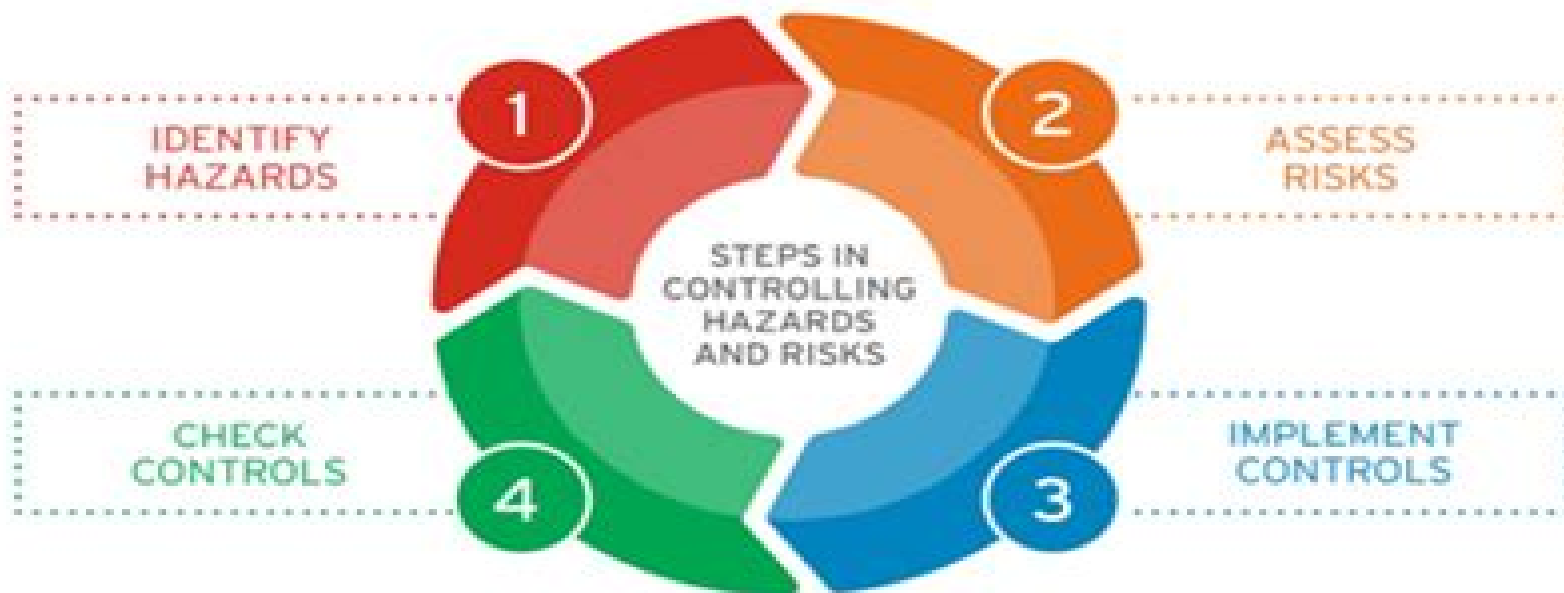 STEPS IN
CONTROLLING
HAZARDS
AND RISKS
1
IDENTIFY
HAZARDS
2
ASSESS
RISKS
3
IMPLEMENT
CONTROLS
4
CHECK
CONTROLS